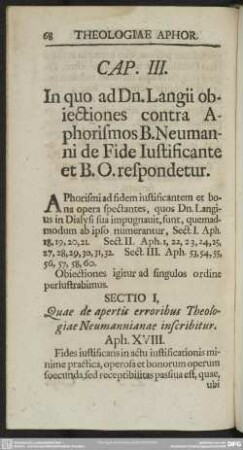 68 THEOLOGIAE APHOR.
CAP. III.
In quo ad Dn. Langii ob-
iectiones contra A-
phorismos B. Neuman-
ni de Fide Iustificante
et B. O. respondetur.
APhorismi ad fidem iustificantem et bo-
na opera spectantes, quos Dn. Langi-
us in Diasysi sua impugnauit, sunt, quemad-
modum ab ipso numerantur, Sect. I. Aph.
18, 19, 20, 21. Sect. II. Aph. 1, 22, 23, 24, 25,
27, 28, 29, 30, 31, 32. Sect. III. Aph. 53, 54, 55,
56, 57, 58, 60.
Obiectiones igitur ad singulos ordine
perlustrabimus.
SECTIO I,
Quae de apertis erroribus Theolo-
giae Neumannianae inscribitur.
Aph. XVIII.
Fides iustificans in actu iustificationis mi-
nime practica, operosa et bonorum operum
foecunda, sed receptibilitas passiua est, quae,
ubi